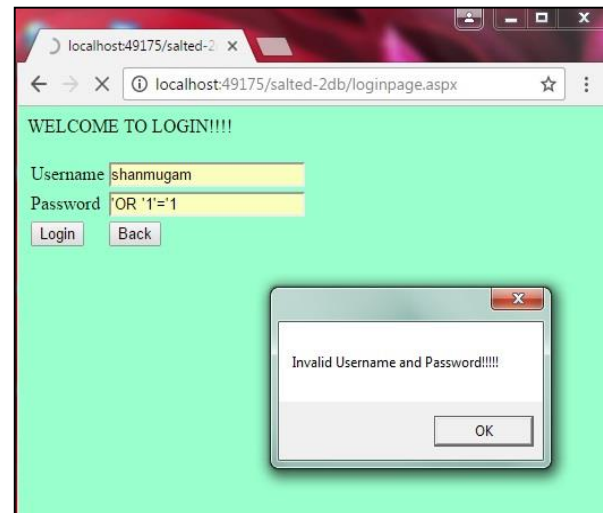 localhost:49175/salted-2
localhost:49175/salted-2db/loginpage.aspx
WELCOME TO LOGIN!!!!
Username shanmugam
Password 'OR '1'='1
Login Back
Invalid Username and Password!!!!!
OK